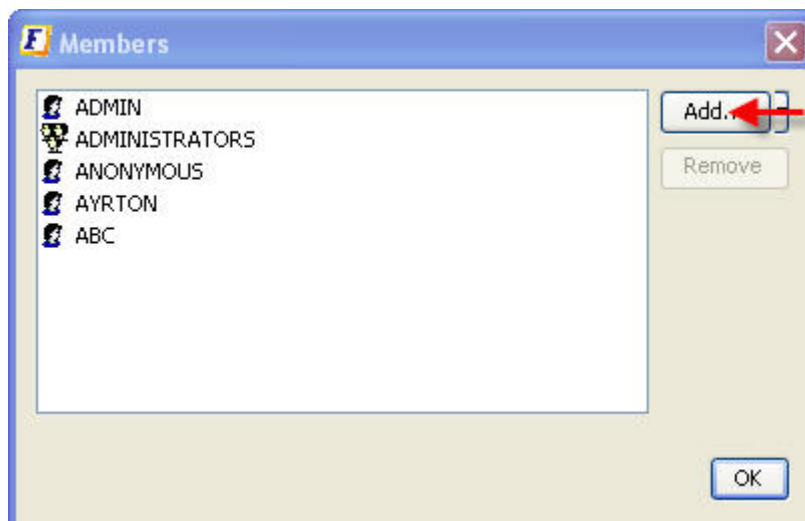 Members
ADMIN
ADMINISTRATORS
ANONYMOUS
AYRTON
ABC
Add..
Remove
OK